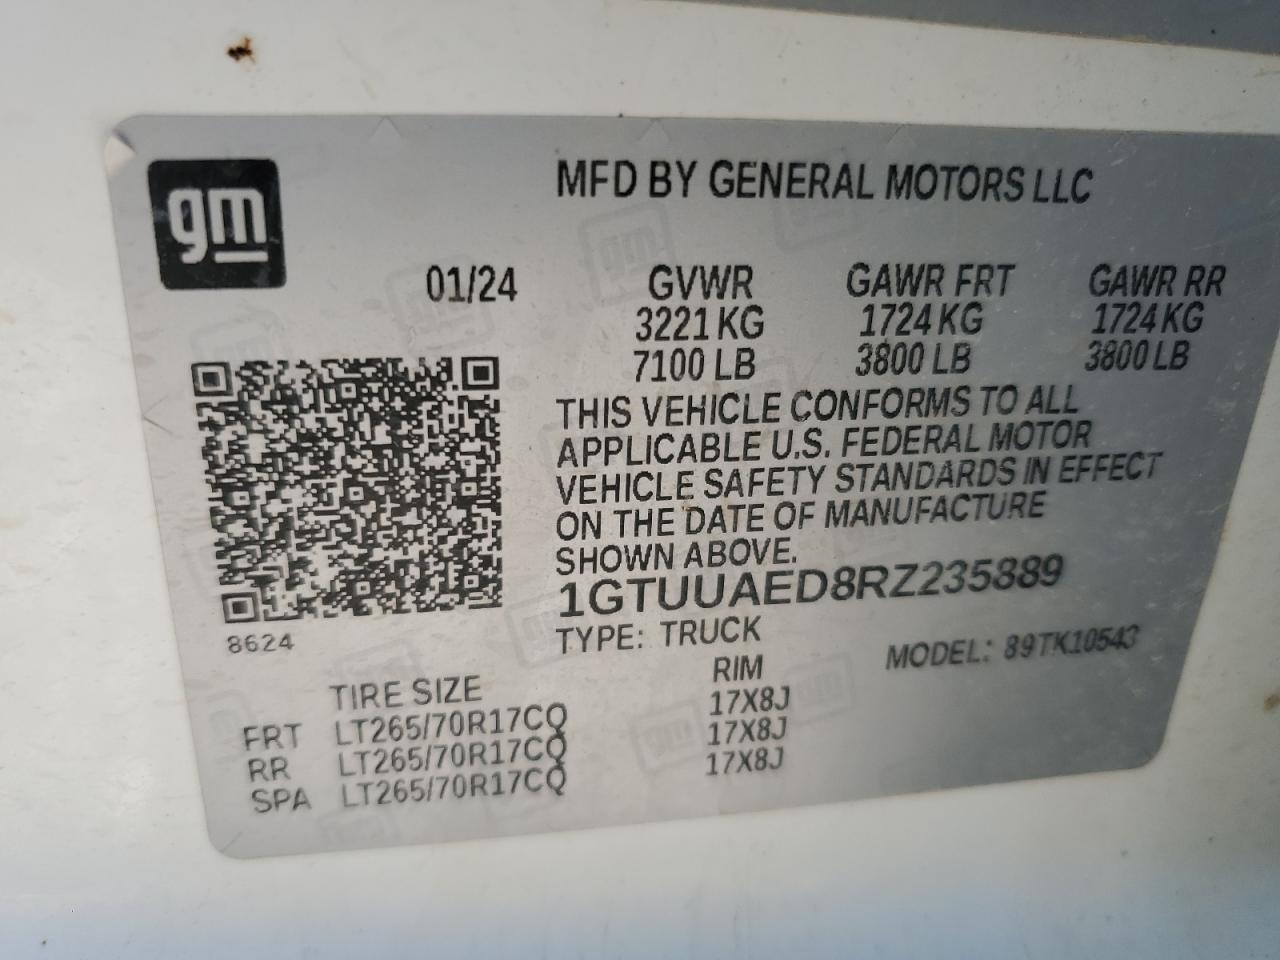 gm
MFD BY GENERAL MOTORS LLC
01/24 GVWR GAWR FRT GAWR RR
3221 KG 1724 KG 1724 KG
7100 LB 3800 LB 3800 LB
THIS VEHICLE CONFORMS TO ALL
APPLICABLE U.S. FEDERAL MOTOR
VEHICLE SAFETY STANDARDS IN EFFECT
ON THE DATE OF MANUFACTURE
SHOWN ABOVE.
1GTUUAED8RZ235889
8624
TYPE: TRUCK MODEL: 89TK10543
TIRE SIZE RIM
FRT LT265/70R17CQ 17X8J
RR LT265/70R17CQ 17X8J
SPA LT265/70R17CQ 17X8J